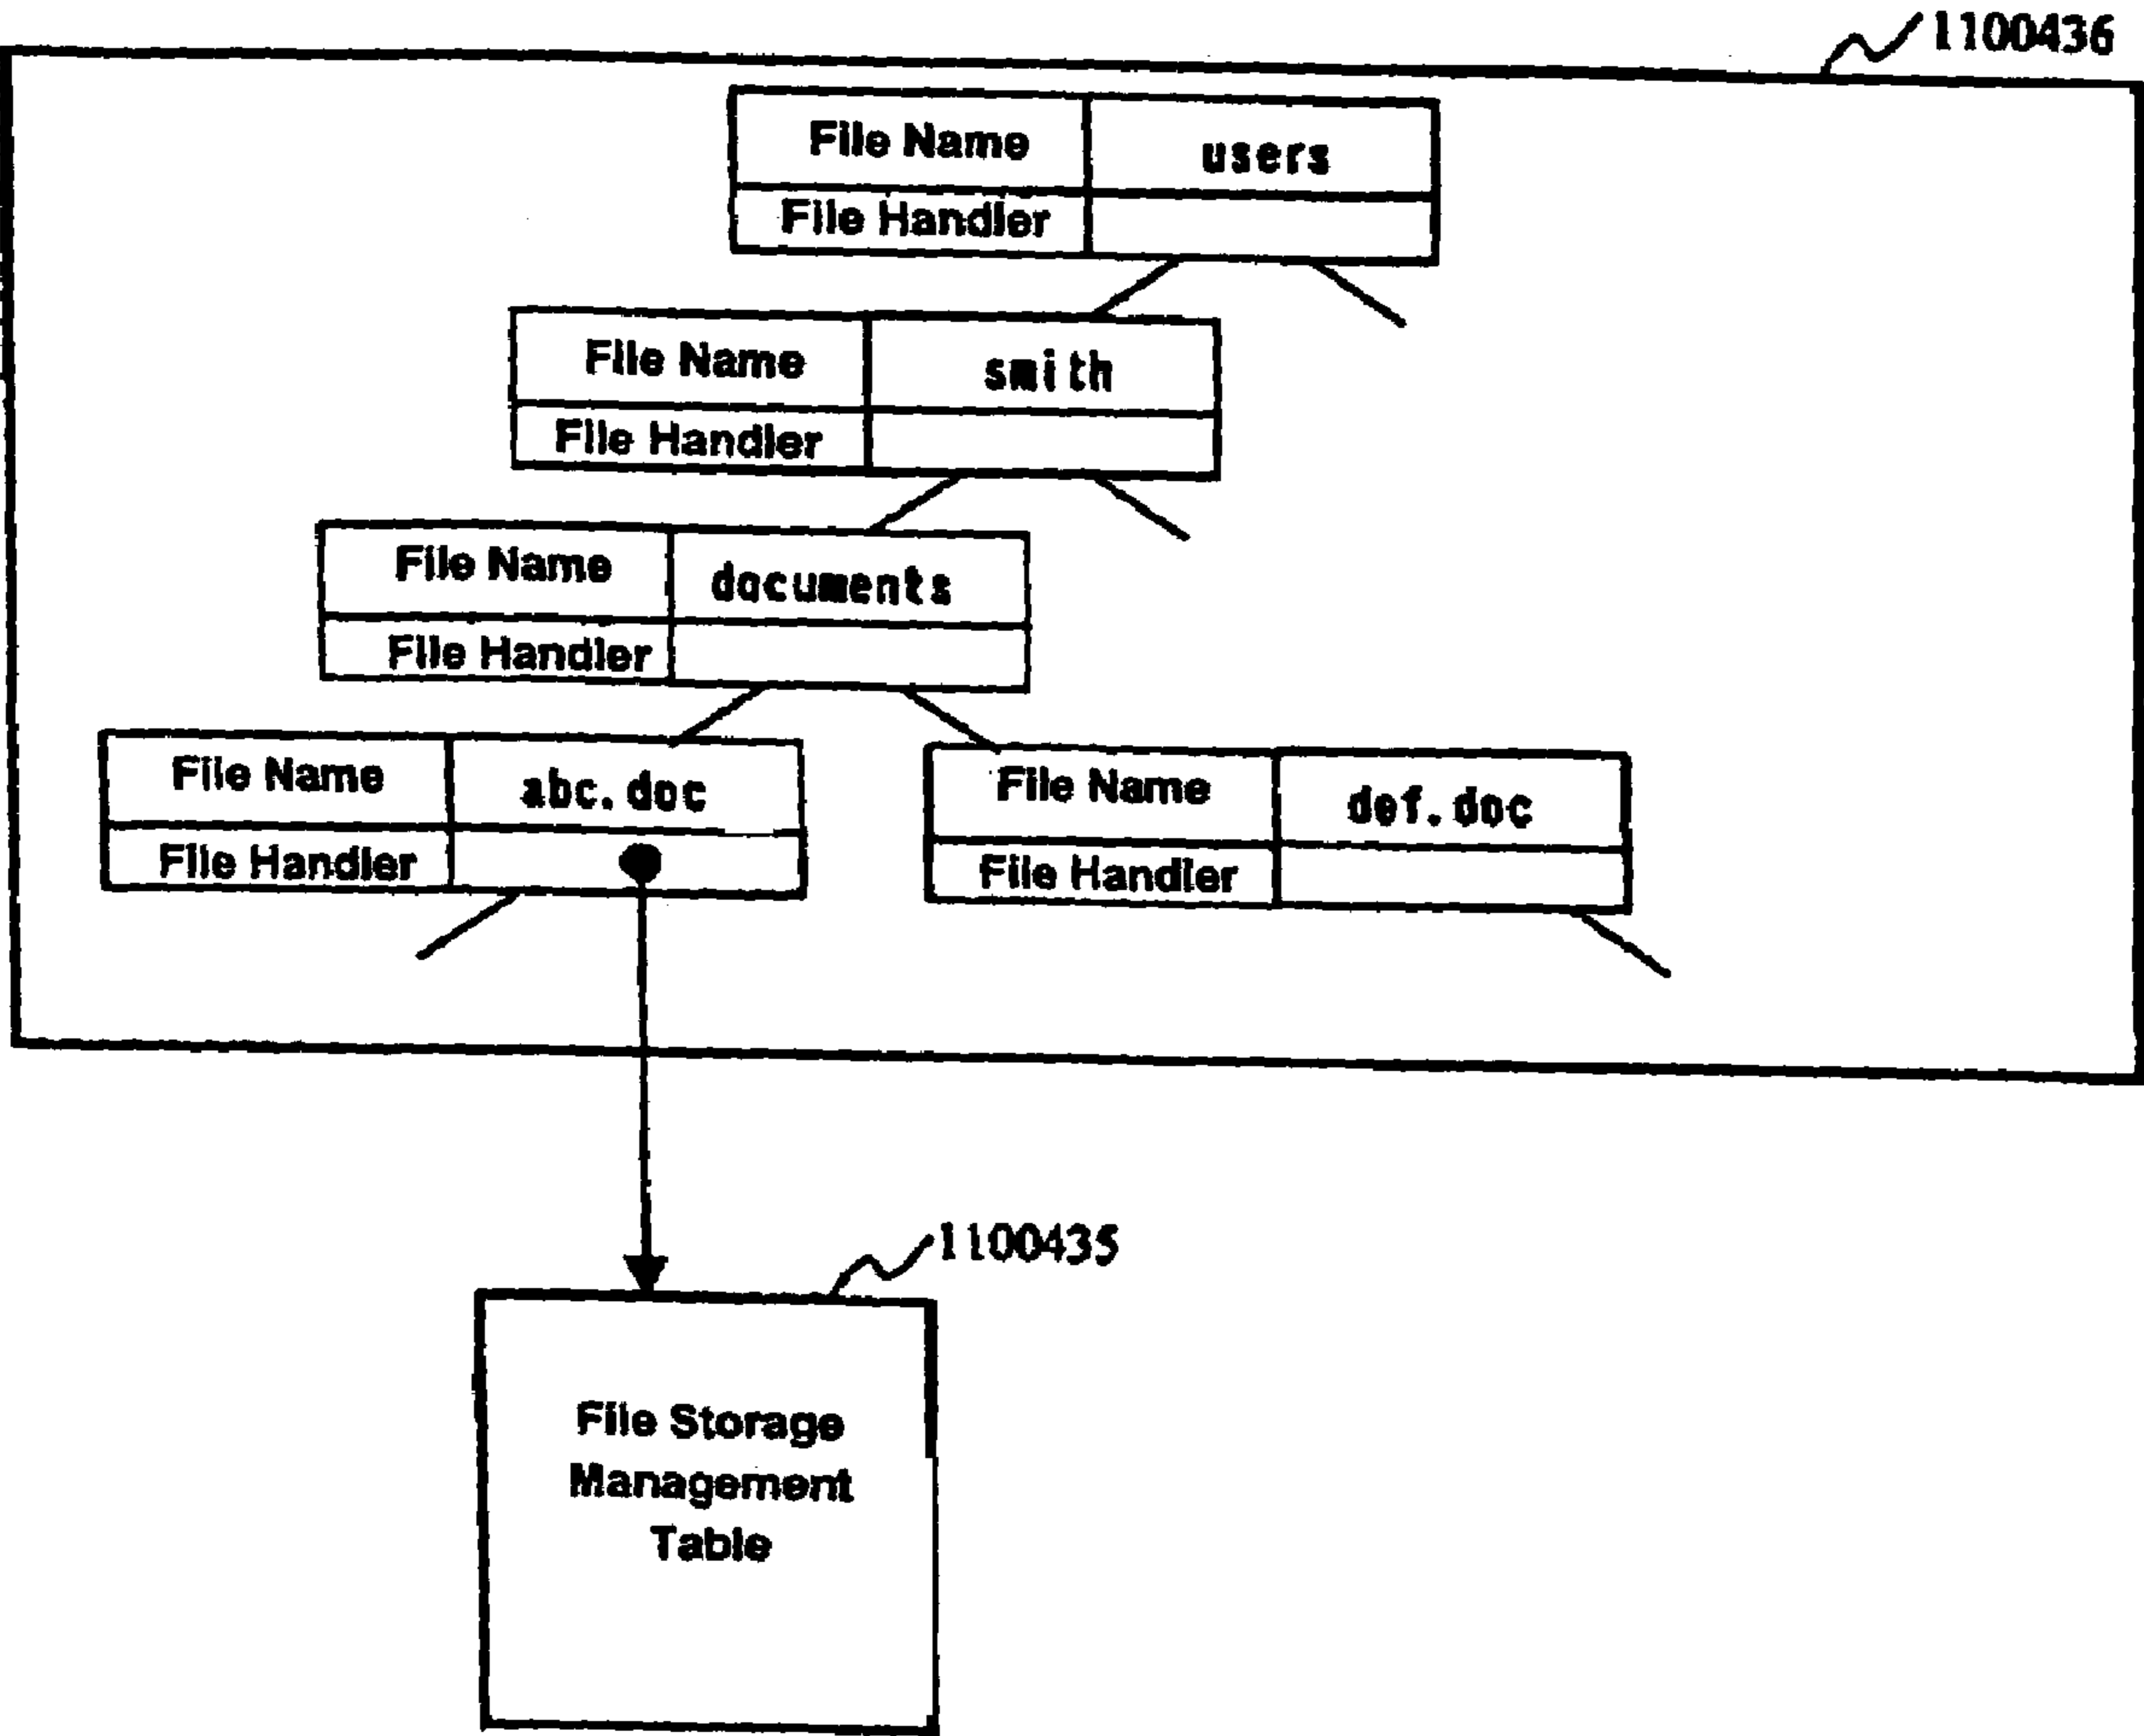 1100436
File Name users
File Handler
File Name smith
File Handler
File Name documents
File Handler
File Name abc.doc
File Handler
File Name def.doc
File Handler
1100435
File Storage
Management
Table